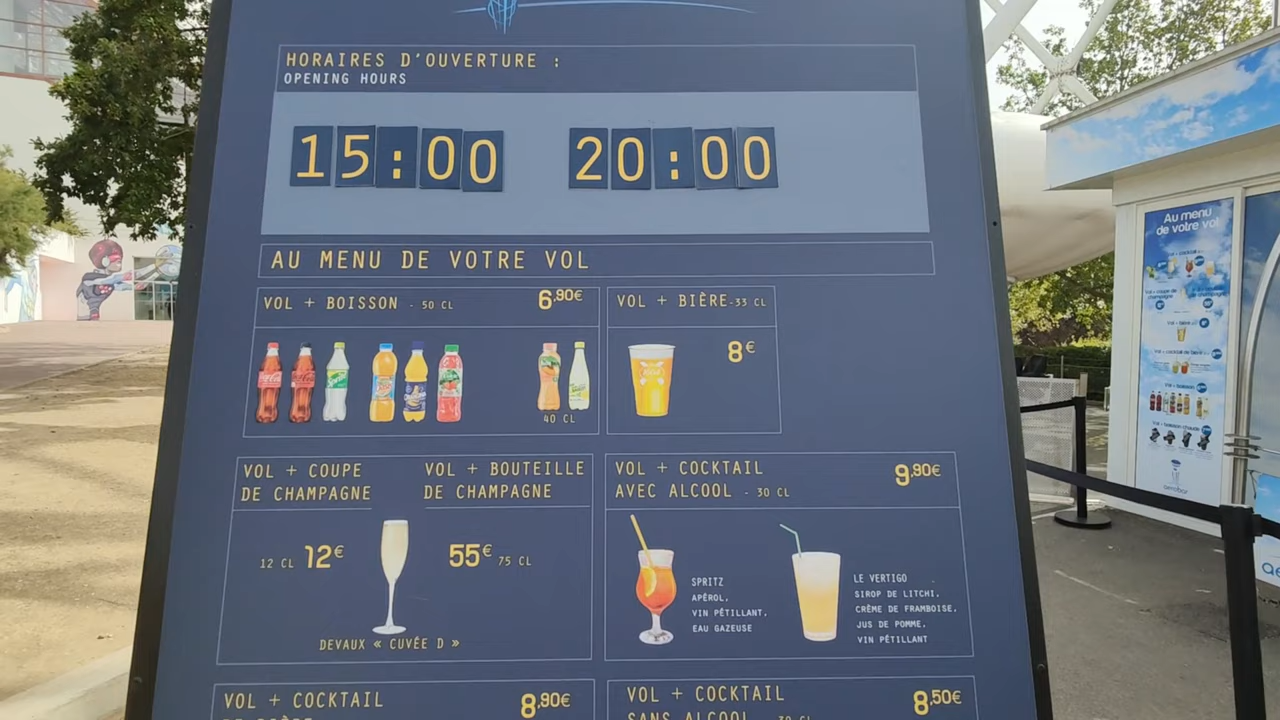 HORAIRES D'OUVERTURE :
OPENING HOURS
15:00 20:00
AU MENU DE VOTRE VOL
VOL + BOISSON - 50 CL 6,90€
40 CL
VOL + BIÈRE-33 CL
8€
VOL + COUPE
DE CHAMPAGNE
12 CL 12€
VOL + BOUTEILLE
DE CHAMPAGNE
55€ 75 CL
DEVAUX « CUVÉE D »
VOL + COCKTAIL
AVEC ALCOOL - 30 CL
9,90€
SPRITZ
APÉROL,
VIN PÉTILLANT,
EAU GAZEUSE
LE VERTIGO
SIROP DE LITCHI,
CRÈME DE FRAMBOISE,
JUS DE POMME,
VIN PÉTILLANT
VOL + COCKTAIL 8,90€
VOL + COCKTAIL
SANS ALCOOL - 30 CL
8,50€
Au menu
de votre vol